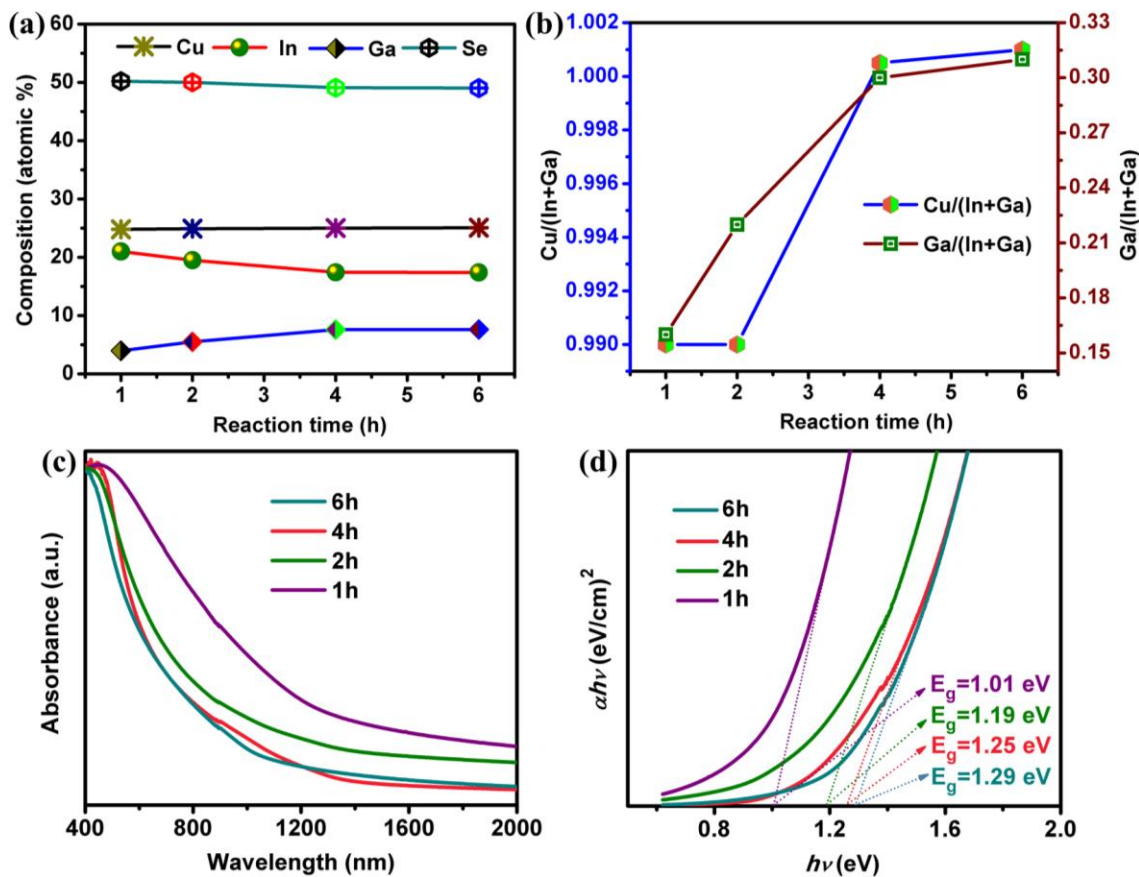 (a)
Cu In Ga Se
Composition (atomic %)
60
50
40
30
20
10
0
1 2 3 4 5 6
Reaction time (h)
(b)
Cu/(In+Ga)
1.002
1.000
0.998
0.996
0.994
0.992
0.990
Cu/(In+Ga)
Ga/(In+Ga)
0.33
0.30
0.27
0.24
0.21
0.18
0.15
Ga/(In+Ga)
1 2 3 4 5 6
Reaction time (h)
(c)
Absorbance (a.u.)
6h
4h
2h
1h
400 800 1200 1600 2000
Wavelength (nm)
(d)
αhν (eV/cm)²
6h
4h
2h
1h
Eg=1.01 eV
Eg=1.19 eV
Eg=1.25 eV
Eg=1.29 eV
0.8 1.2 1.6 2.0
hν (eV)